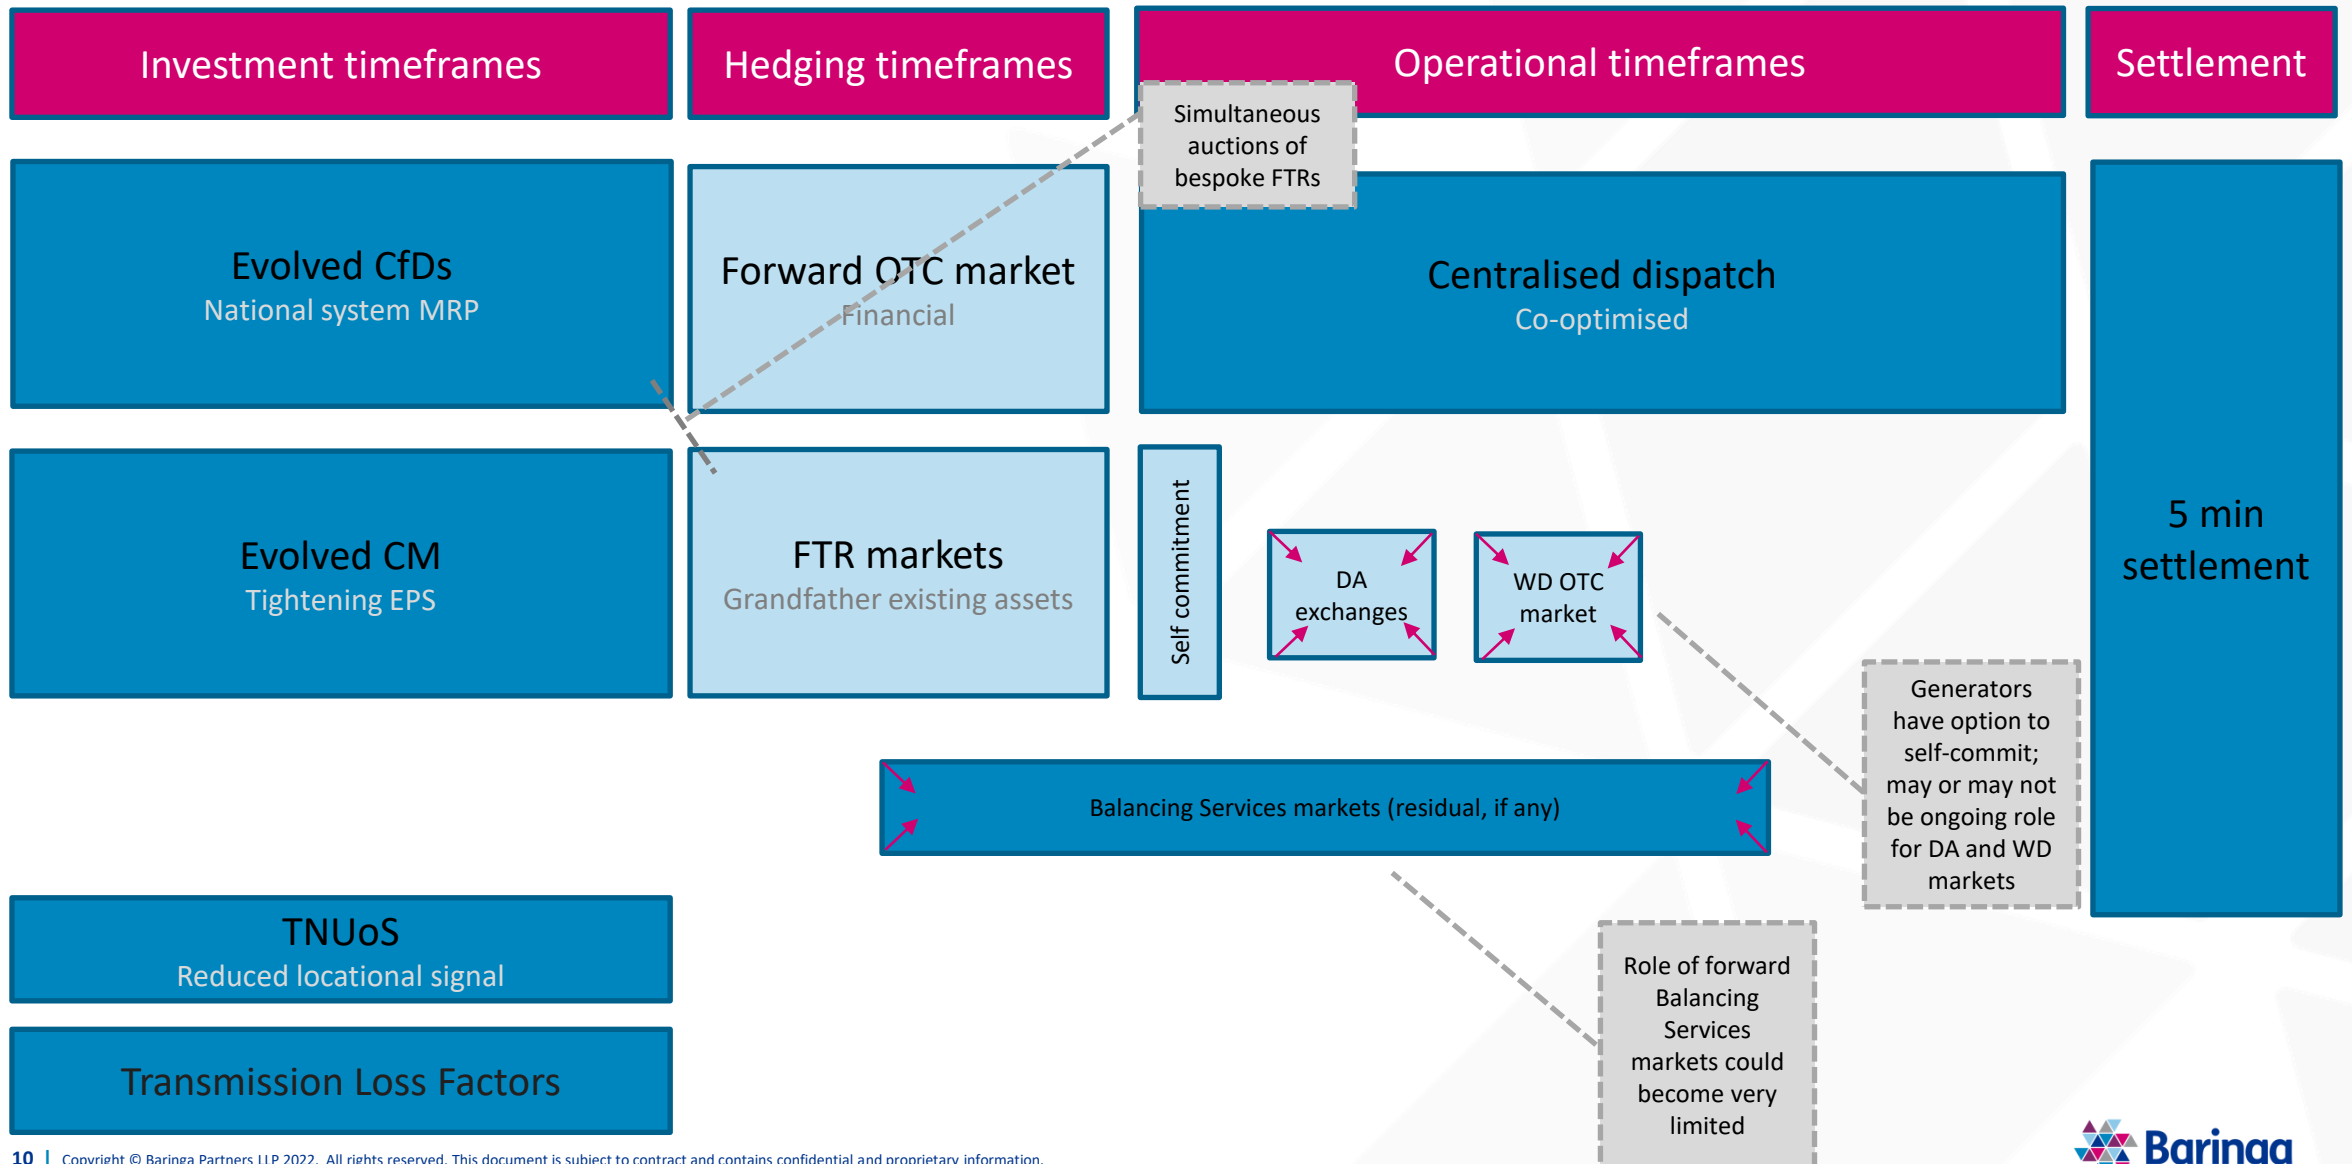 Investment timeframes
Hedging timeframes
Operational timeframes
Settlement
Simultaneous
auctions of
bespoke FTRs
Evolved CfDs
National system MRP
Forward OTC market
Financial
Centralised dispatch
Co-optimised
Evolved CM
Tightening EPS
FTR markets
Grandfather existing assets
Self commitment
DA
exchanges
WD OTC
market
5 min
settlement
Generators
have option to
self-commit;
may or may not
be ongoing role
for DA and WD
markets
Balancing Services markets (residual, if any)
TNUoS
Reduced locational signal
Role of forward
Balancing
Services
markets could
become very
limited
Transmission Loss Factors
10 | Copyright © Baringa Partners LLP 2022. All rights reserved. This document is subject to contract and contains confidential and proprietary information.
Baringa